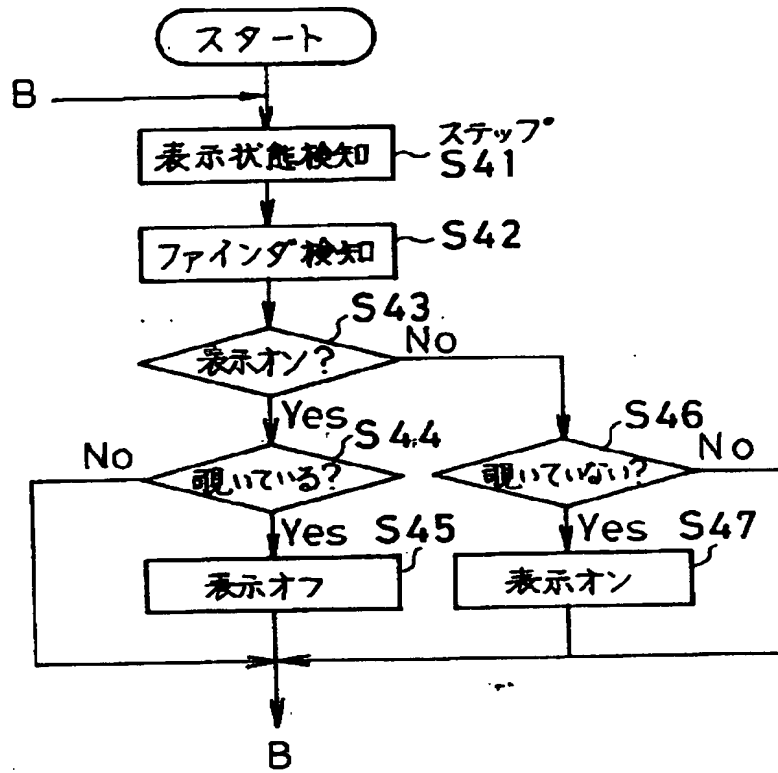 スタート
B
表示状態検知
ステップ
S41
ファインダ検知
S42
S43
表示オン?
No
Yes
S44
No
覗いている?
S46
覗いていない?
No
Yes
S45
表示オフ
Yes
S47
表示オン
B